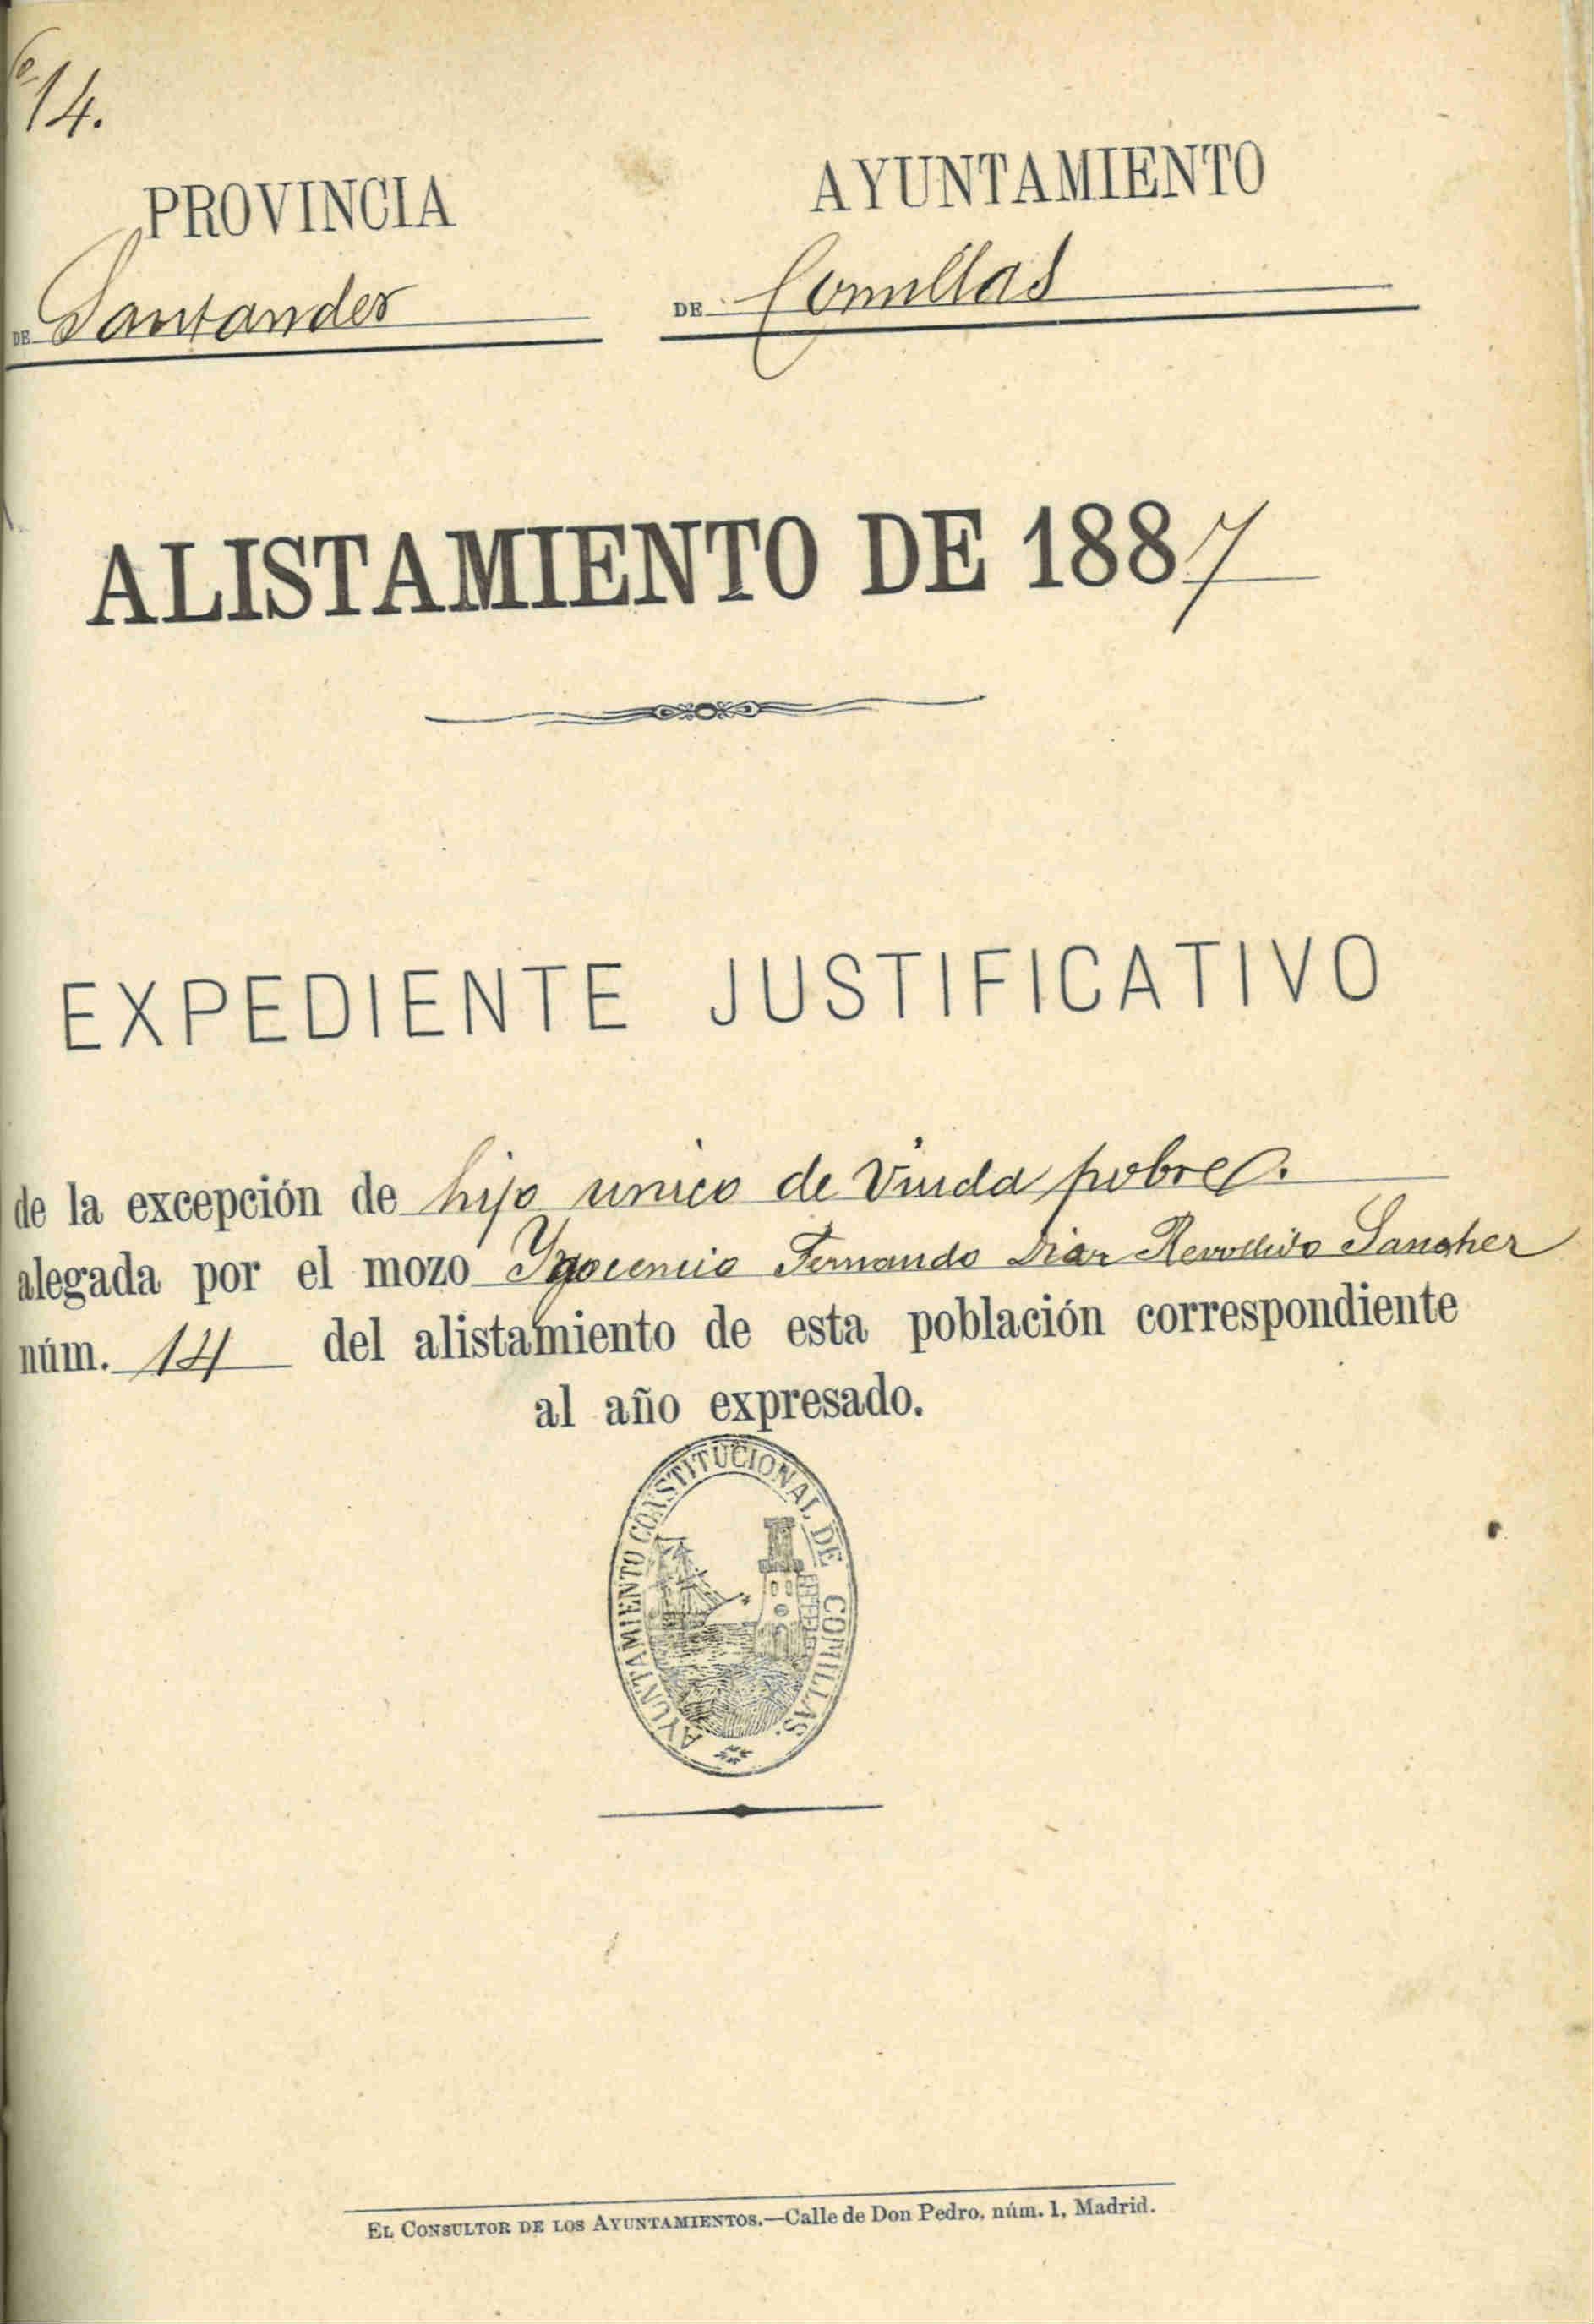 14.
PROVINCIA
DE Santander
AYUNTAMIENTO
DE Comillas
ALISTAMIENTO DE 1887
EXPEDIENTE JUSTIFICATIVO
de la excepción de hijo unico de Viuda pobre.
alegada por el mozo Ynocencio Fernando Diaz Sanchez
núm. 14 del alistamiento de esta población correspondiente
al año expresado.
AYUNTAMIENTO CONSTITUCIONAL DE COMILLAS.
EL CONSULTOR DE LOS AYUNTAMIENTOS.—Calle de Don Pedro, núm. 1, Madrid.